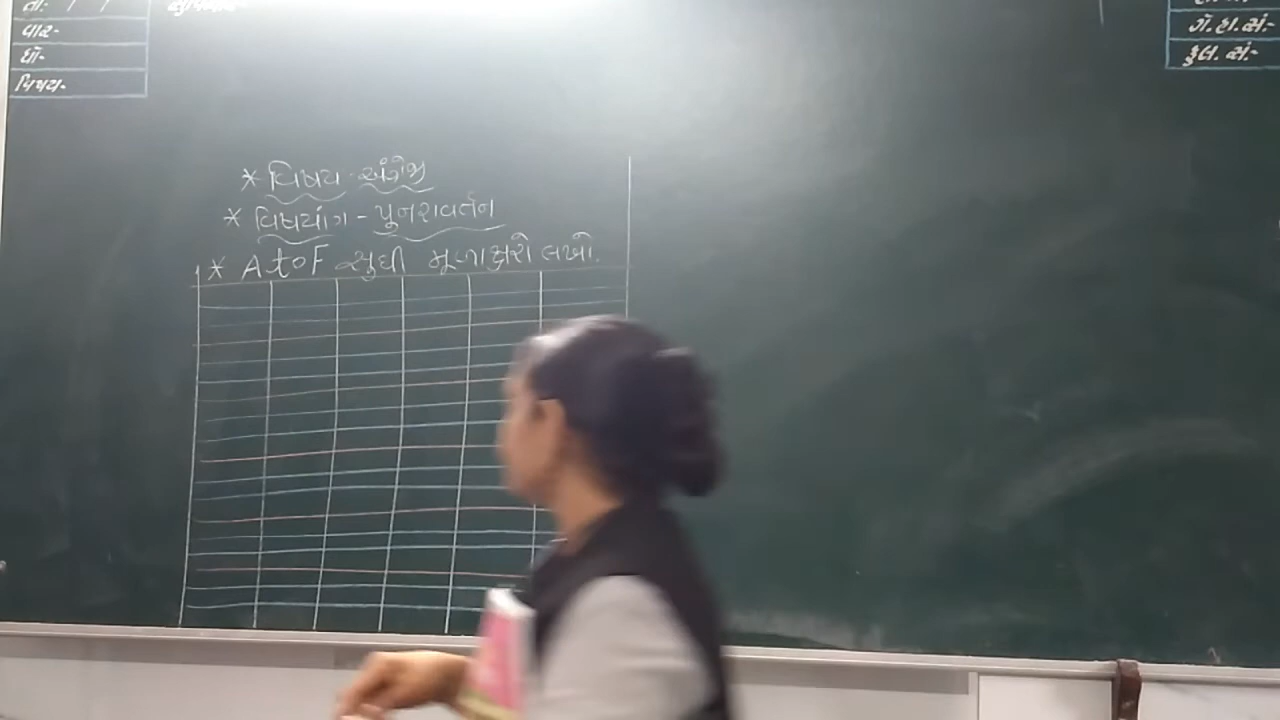 તા.- / /
વાર-
ઘો-
વિષય-
ગે.હા.સં.-
કુલ.સં.-
* વિષય - અંગ્રેજી
* વિષયાંગ - પૂનરાવર્તન
* A to F સુધી મૂળાક્ષરો લખો.